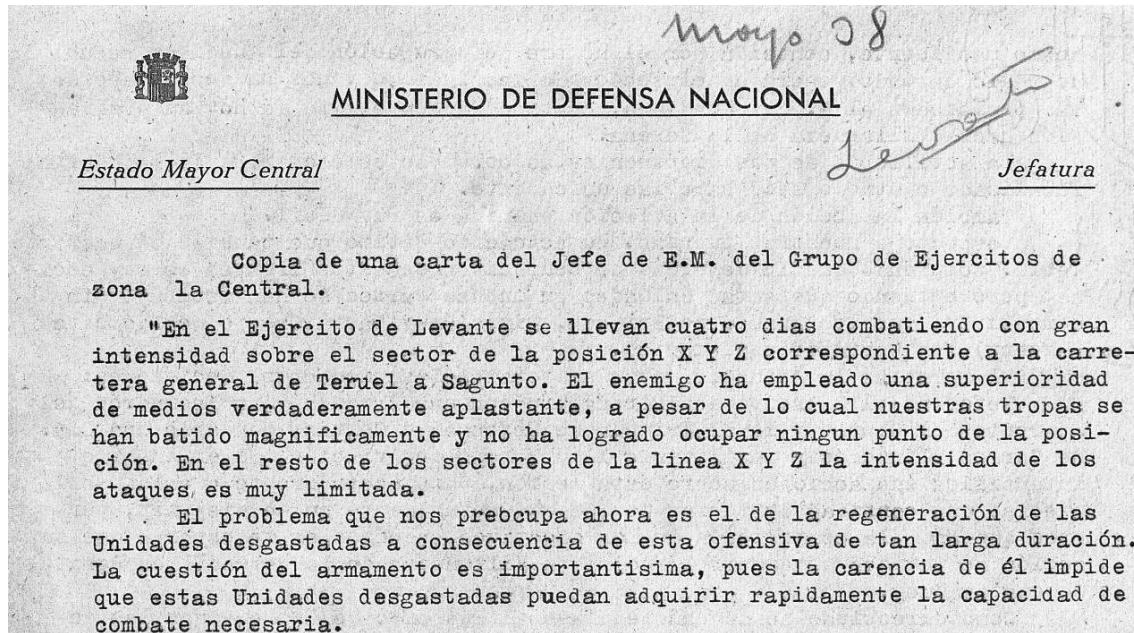 Mayo 38
MINISTERIO DE DEFENSA NACIONAL
Levante
Estado Mayor Central
Jefatura
Copia de una carta del Jefe de E.M. del Grupo de Ejercitos de
zona la Central.
"En el Ejercito de Levante se llevan cuatro dias combatiendo con gran
intensidad sobre el sector de la posición X Y Z correspondiente a la carre-
tera general de Teruel a Sagunto. El enemigo ha empleado una superioridad
de medios verdaderamente aplastante, a pesar de lo cual nuestras tropas se
han batido magnificamente y no ha logrado ocupar ningun punto de la posi-
ción. En el resto de los sectores de la linea X Y Z la intensidad de los
ataques es muy limitada.
El problema que nos prebcupa ahora es el de la regeneración de las
Unidades desgastadas a consecuencia de esta ofensiva de tan larga duración.
La cuestión del armamento es importantisima, pues la carencia de él impide
que estas Unidades desgastadas puedan adquirir rapidamente la capacidad de
combate necesaria.